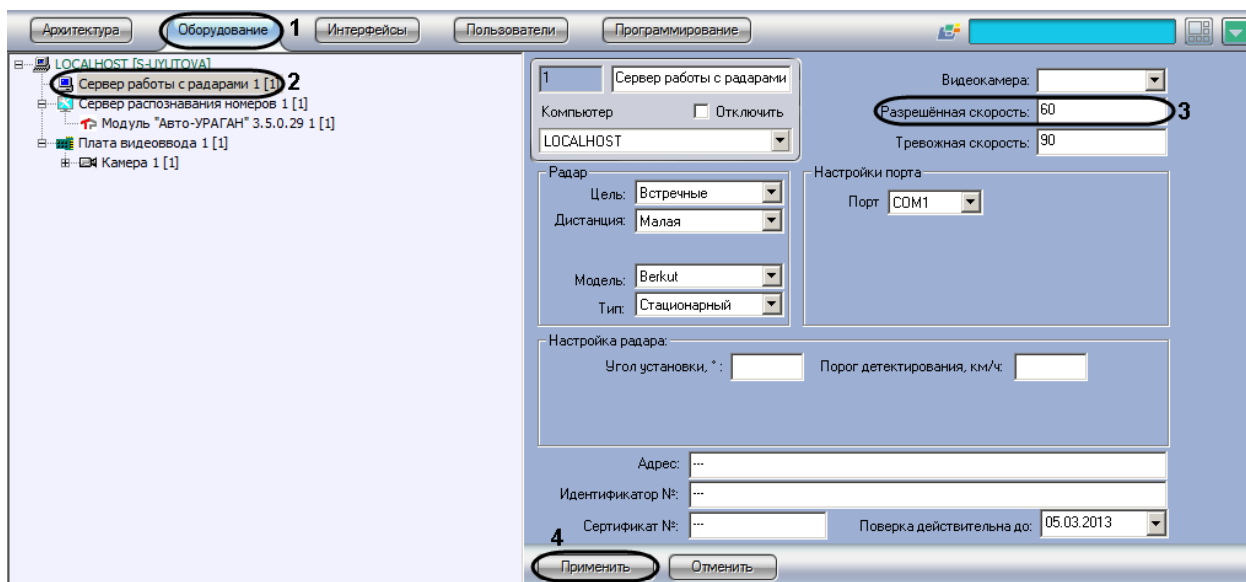 Архитектура Оборудование 1 Интерфейсы Пользователи Программирование
LOCALHOST [S-UYUTOVA]
Сервер работы с радарами 1 [1] 2
Сервер распознавания номеров 1 [1]
Модуль "Авто-УРАГАН" 3.5.0.29 1 [1]
Плата видеоввода 1 [1]
Камера 1 [1]
1 Сервер работы с радарами
Компьютер Отключить
LOCALHOST
Видеокамера:
Разрешённая скорость: 60 3
Тревожная скорость: 90
Радар
Цель: Встречные
Дистанция: Малая
Модель: Berkut
Тип: Стационарный
Настройки порта
Порт COM1
Настройка радара:
Угол установки, ° : Порог детектирования, км/ч:
Адрес: ---
Идентификатор №: ---
Сертификат №: --- Поверка действительна до: 05.03.2013
4
Применить Отменить